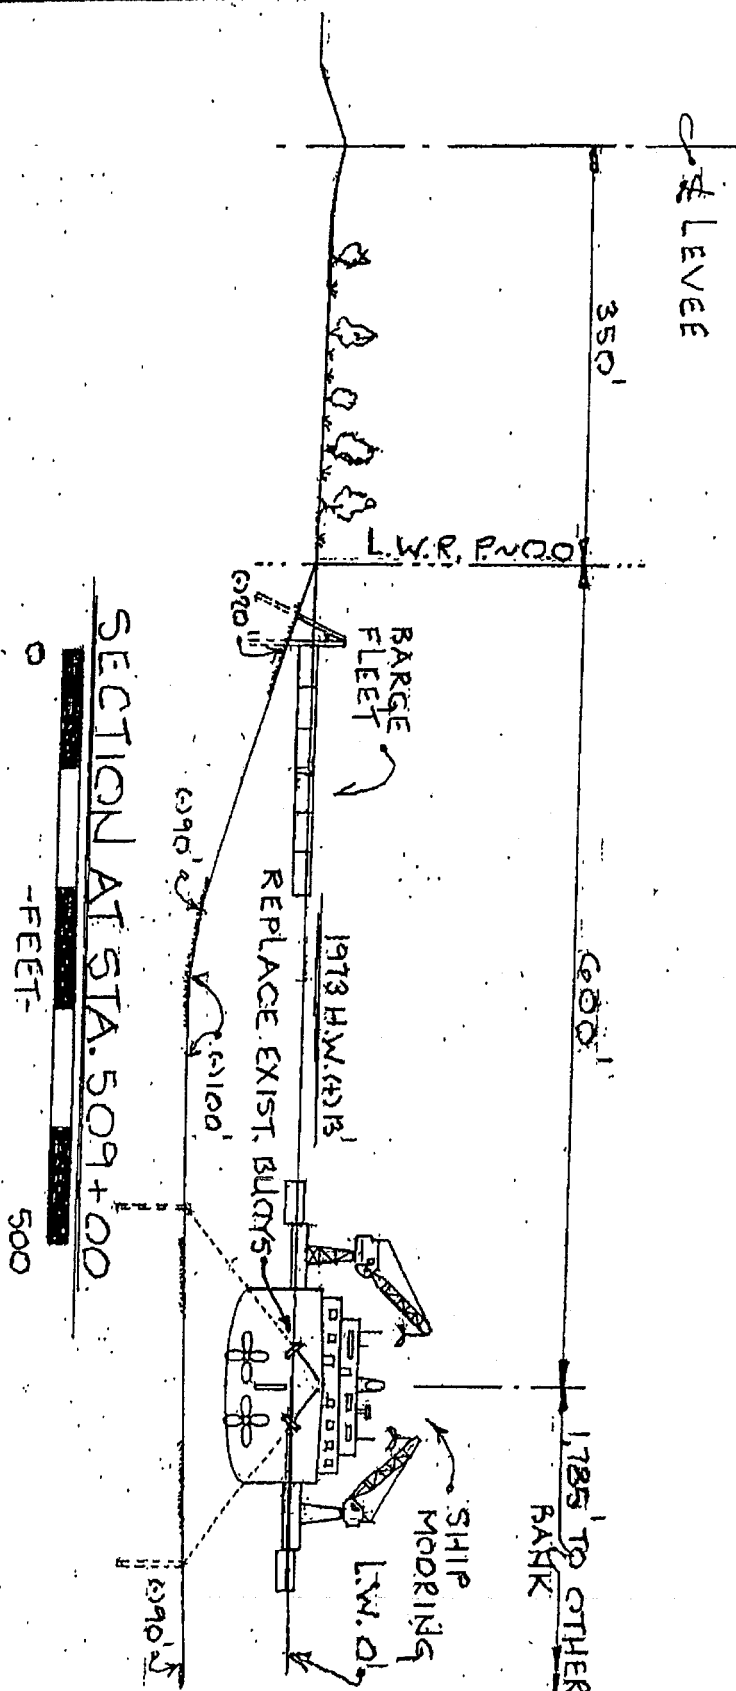 ℄ LEVEE
350'
L.W.R.P.~0.0
600'
1,785' TO OTHER
BANK
BARGE
FLEET
(-)20'
(-)90'
(-)100'
1973 H.W.(+)13'
REPLACE EXIST. BUOYS
SHIP
MOORING
L.W. 0'
(-)90'
SECTION AT STA. 509+00
0
500
-FEET-